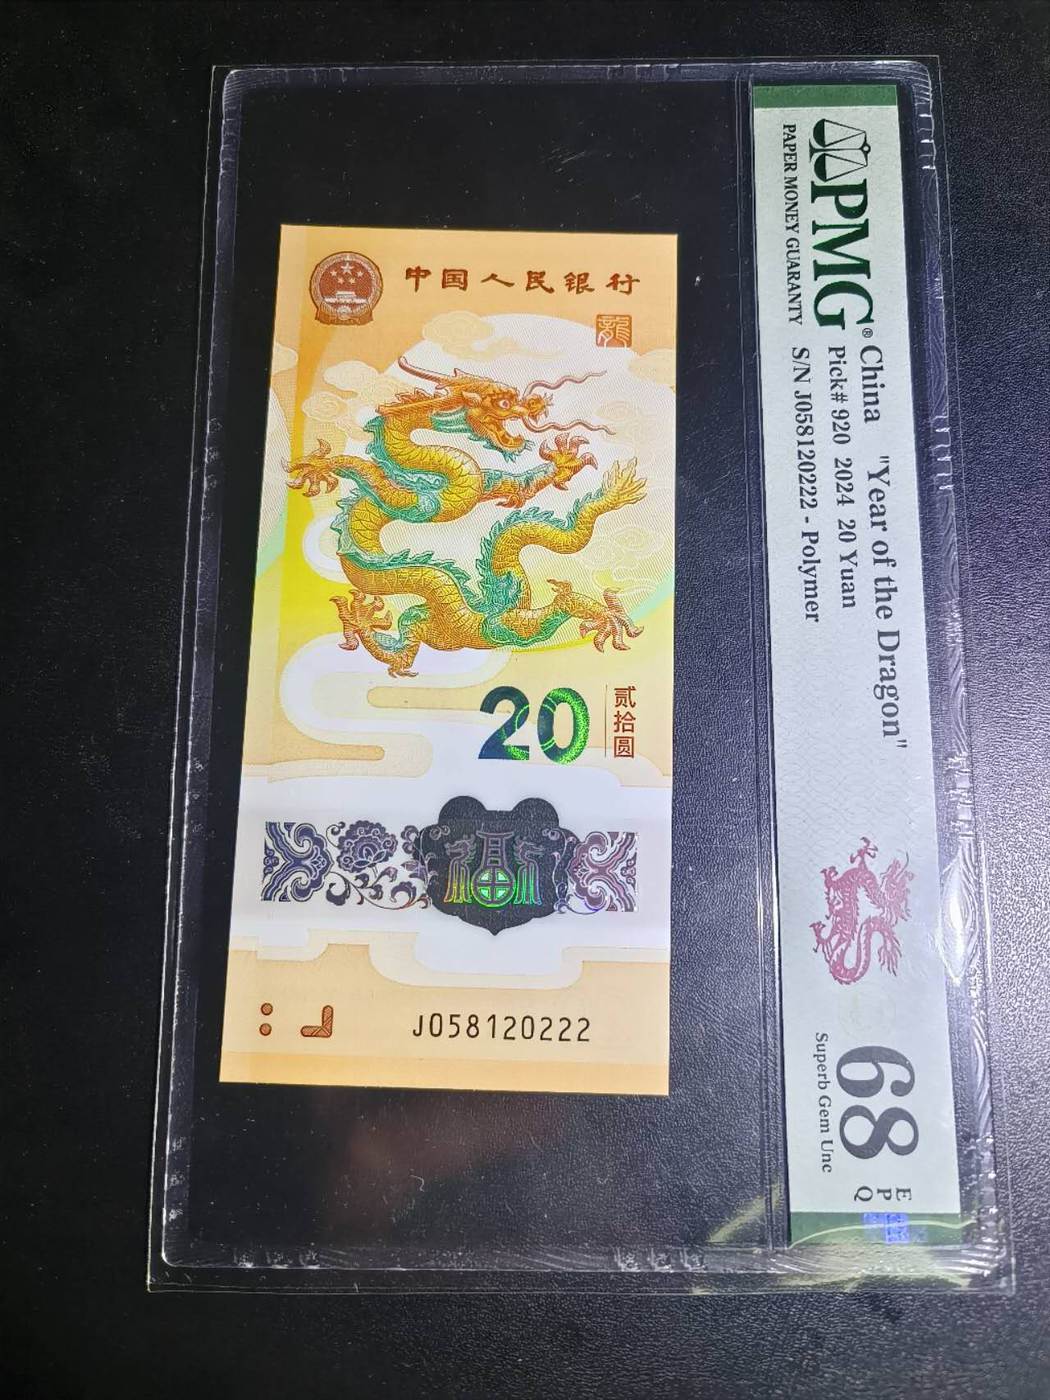 中国人民银行
龍
20
贰拾圆
J058120222
PMG®
PAPER MONEY GUARANTY
China "Year of the Dragon"
Pick# 920 2024 20 Yuan
S/N J058120222 - Polymer
68
EPQ
Superb Gem Unc